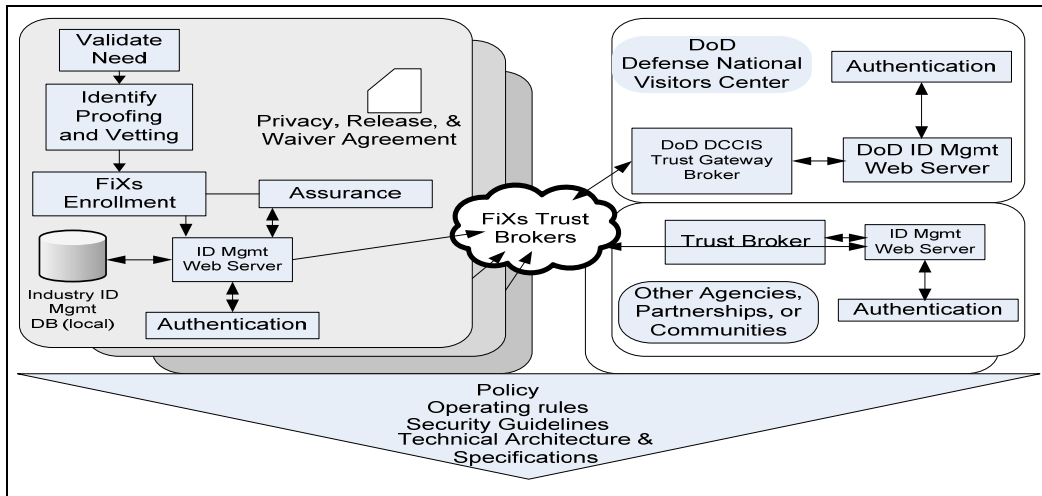 Validate
Need
Identify
Proofing
and Vetting
FiXs
Enrollment
Privacy, Release, &
Waiver Agreement
Assurance
ID Mgmt
Web Server
Industry ID
Mgmt
DB (local)
Authentication
FiXs Trust
Brokers
DoD
Defense National
Visitors Center
Authentication
DoD DCCIS
Trust Gateway
Broker
DoD ID Mgmt
Web Server
Trust Broker
ID Mgmt
Web Server
Other Agencies,
Partnerships, or
Communities
Authentication
Policy
Operating rules
Security Guidelines
Technical Architecture &
Specifications